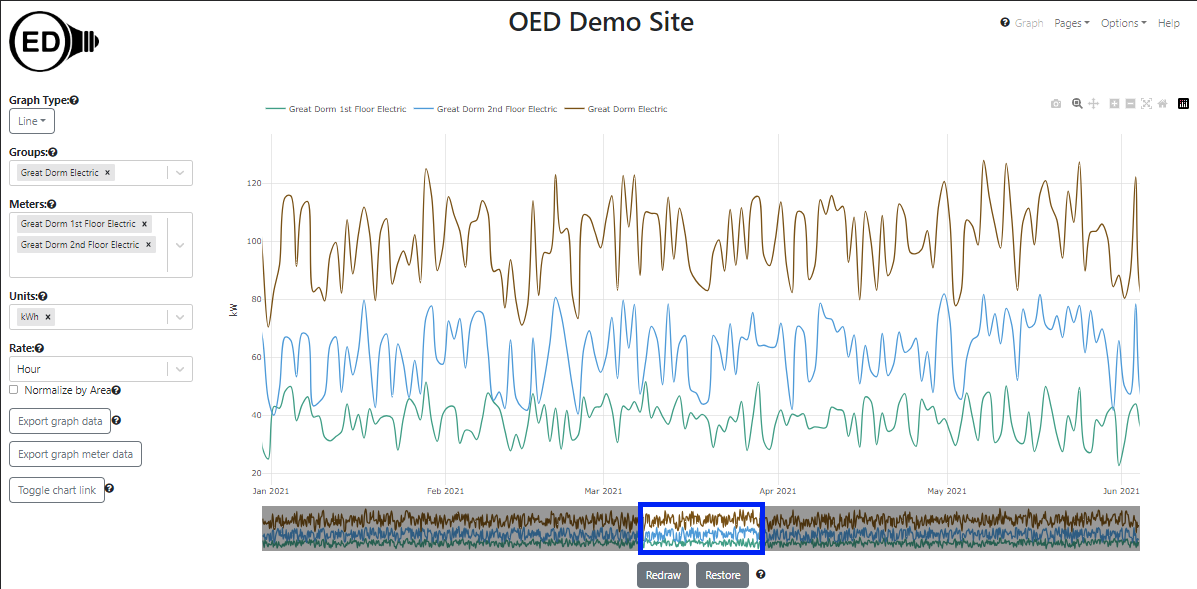 OED Demo Site
ED
Graph Pages Options Help
Graph Type:
Line
Groups:
Great Dorm Electric ×
Meters:
Great Dorm 1st Floor Electric ×
Great Dorm 2nd Floor Electric ×
Units:
kWh ×
Rate:
Hour
Normalize by Area
Export graph data
Export graph meter data
Toggle chart link
Great Dorm 1st Floor Electric Great Dorm 2nd Floor Electric Great Dorm Electric
120
100
80
60
40
20
kW
Jan 2021 Feb 2021 Mar 2021 Apr 2021 May 2021 Jun 2021
Redraw Restore